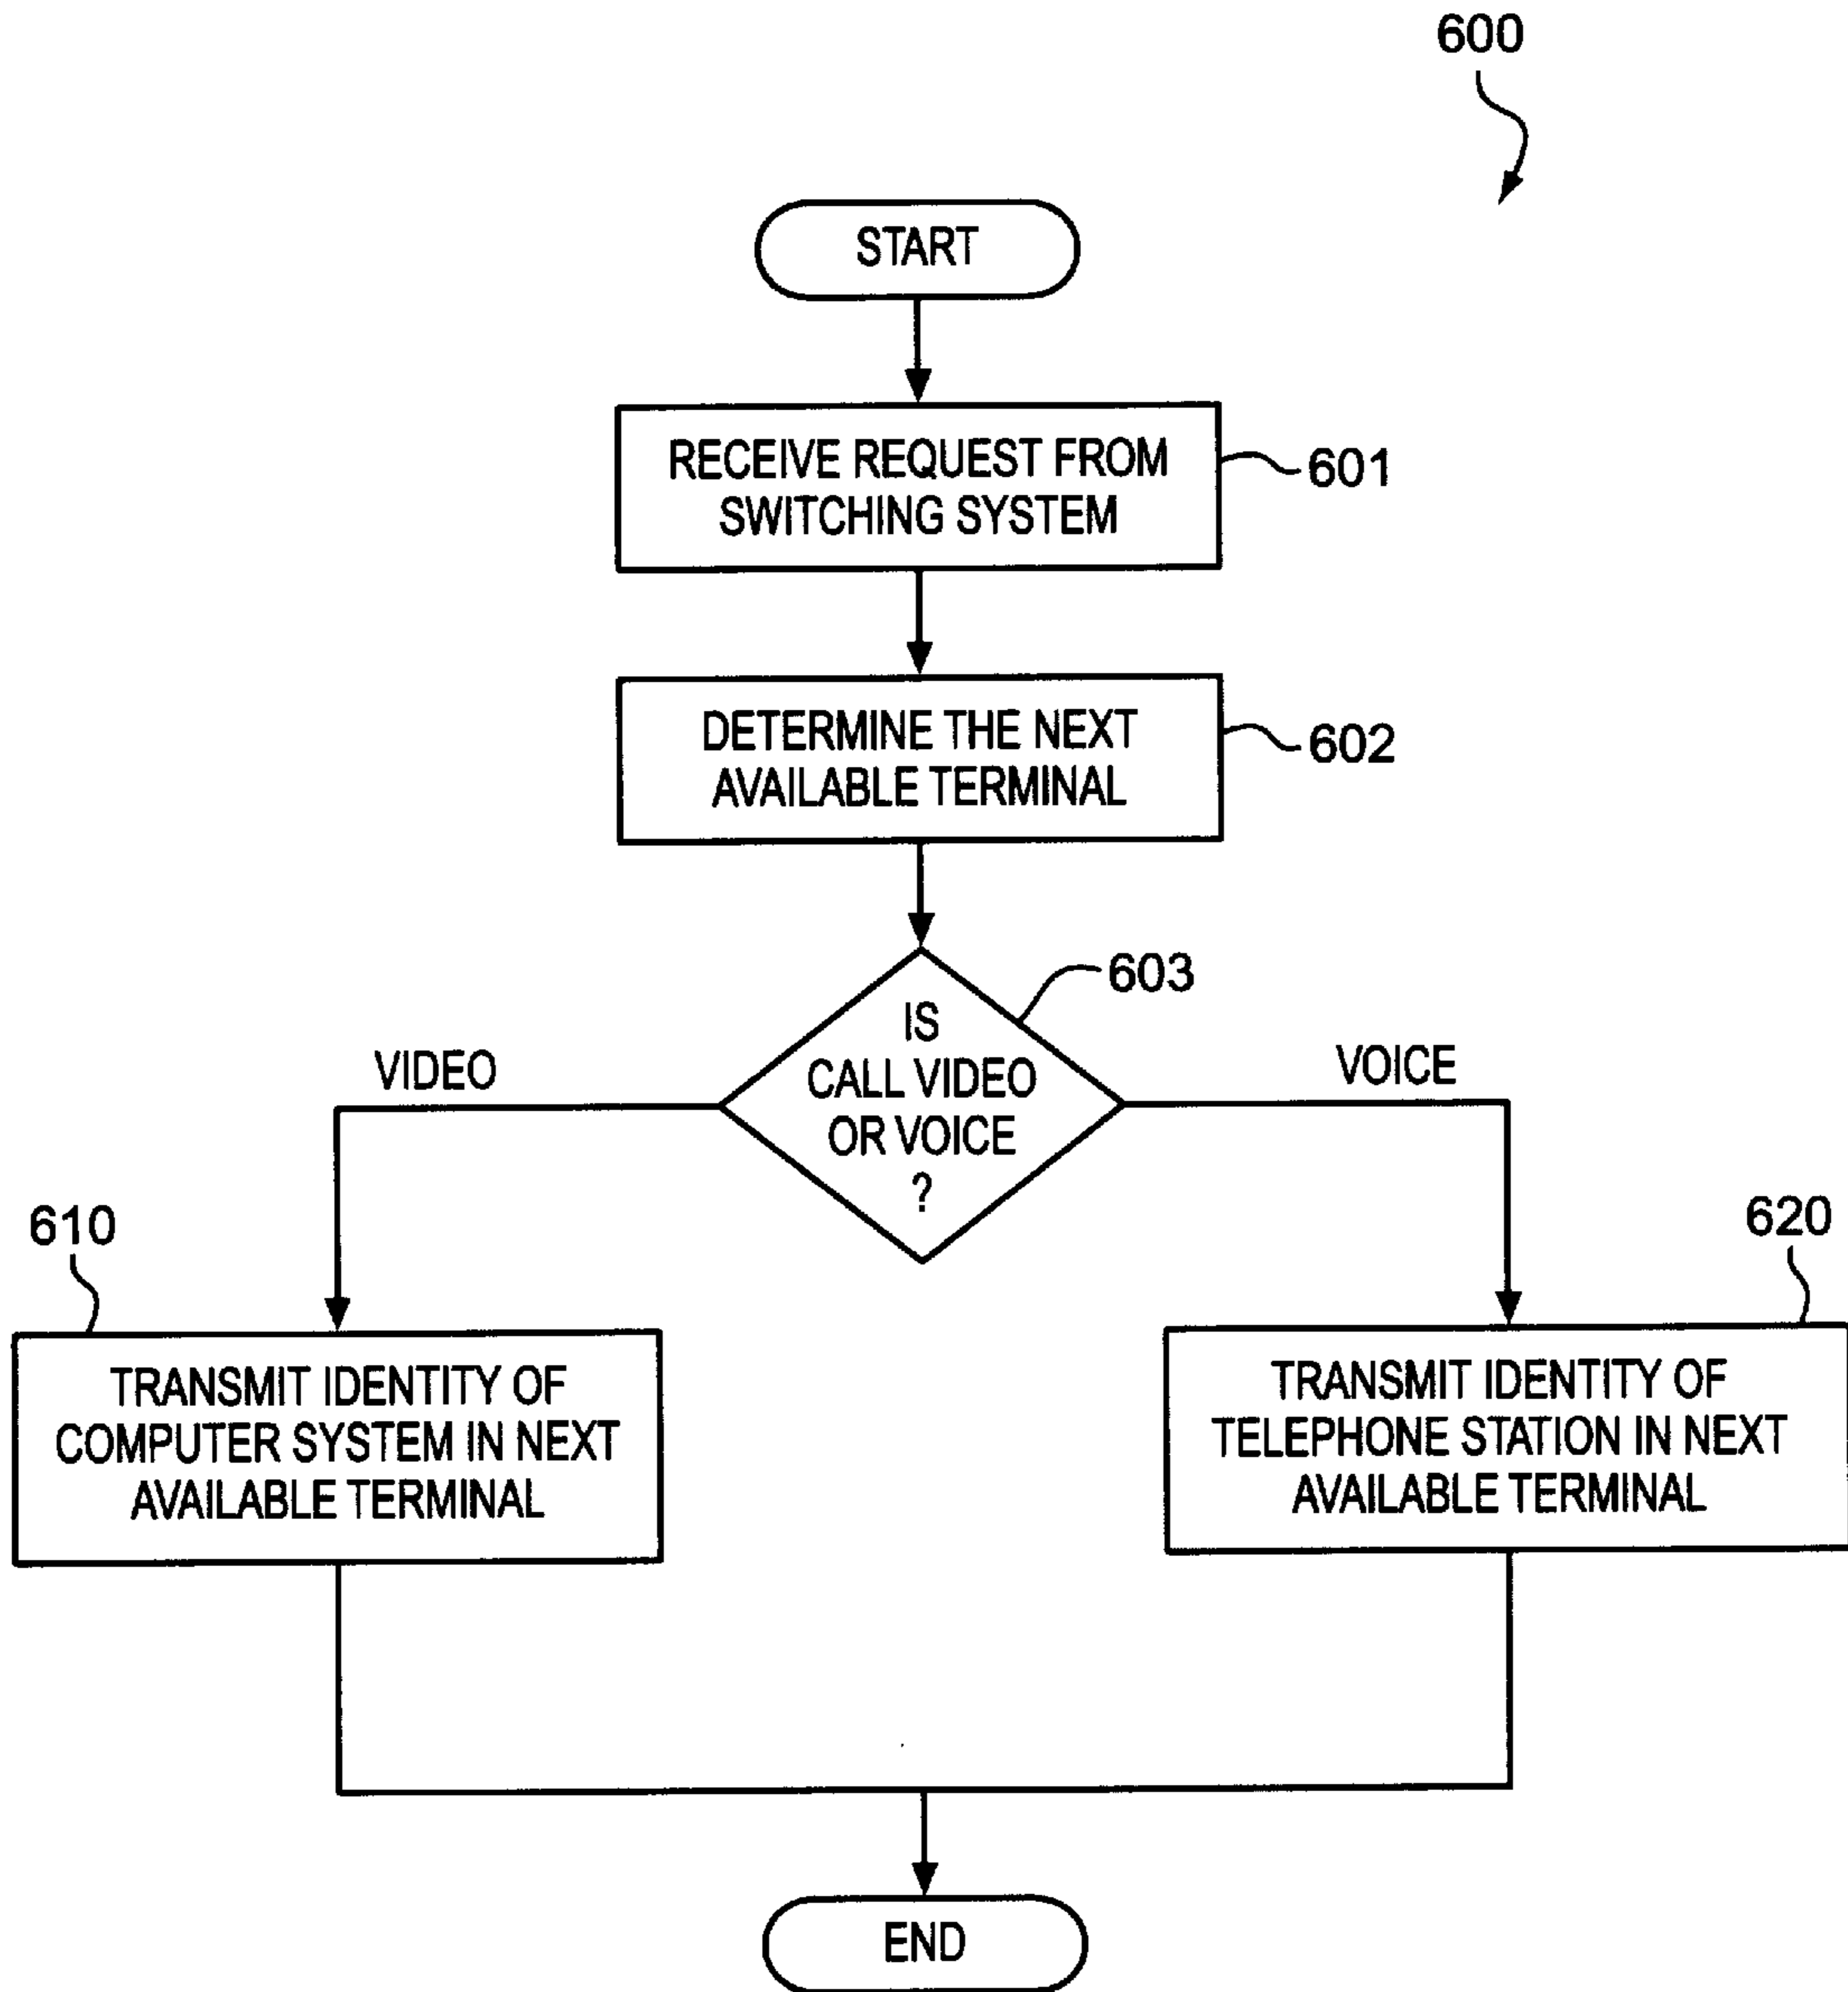 600
START
RECEIVE REQUEST FROM
SWITCHING SYSTEM
601
DETERMINE THE NEXT
AVAILABLE TERMINAL
602
603
IS
CALL VIDEO
OR VOICE
?
VIDEO
VOICE
610
TRANSMIT IDENTITY OF
COMPUTER SYSTEM IN NEXT
AVAILABLE TERMINAL
620
TRANSMIT IDENTITY OF
TELEPHONE STATION IN NEXT
AVAILABLE TERMINAL
END